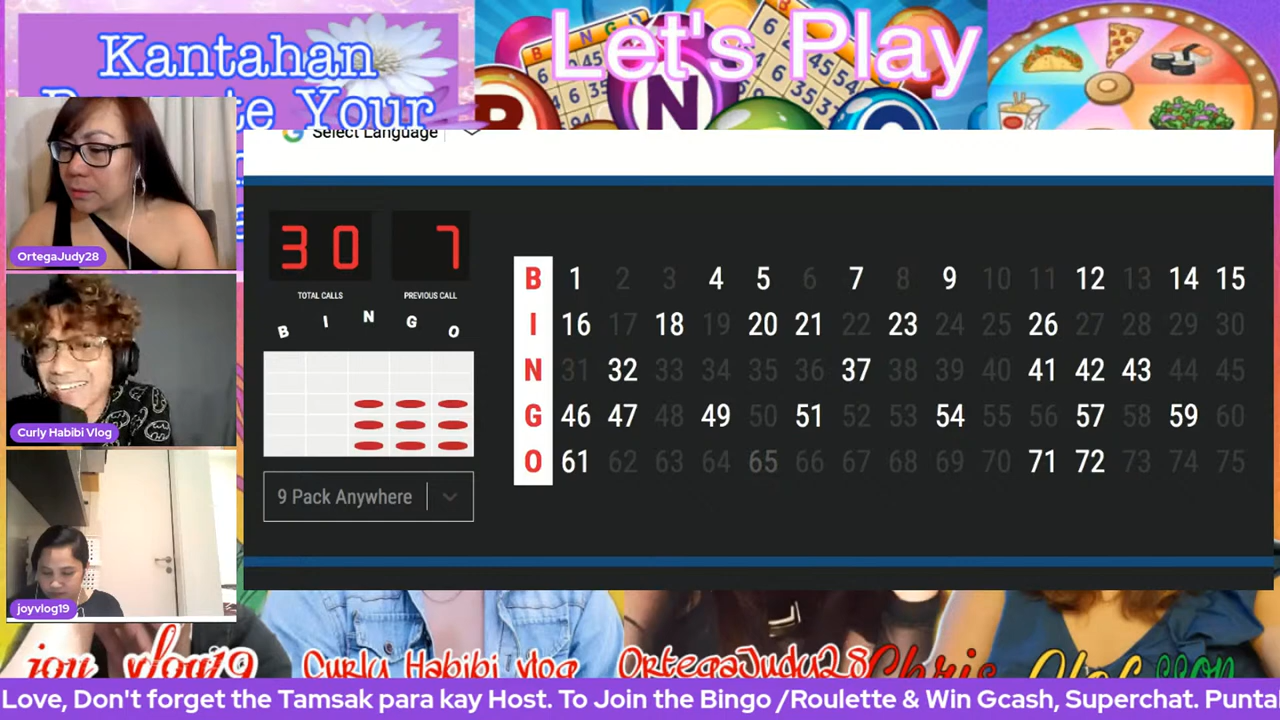 Kantahan
Let's Play
te Your
Select Language
OrtegaJudy28
Curly Habibi Vlog
joyvlog19
30 7
TOTAL CALLS PREVIOUS CALL
B I N G O
9 Pack Anywhere
B 1 2 3 4 5 6 7 8 9 10 11 12 13 14 15
I 16 17 18 19 20 21 22 23 24 25 26 27 28 29 30
N 31 32 33 34 35 36 37 38 39 40 41 42 43 44 45
G 46 47 48 49 50 51 52 53 54 55 56 57 58 59 60
O 61 62 63 64 65 66 67 68 69 70 71 72 73 74 75
joy vlog19 Curly Habibi vlog OrtegaJudy28 Chris
Love, Don't forget the Tamsak para kay Host. To Join the Bingo /Roulette & Win Gcash, Superchat. Punta